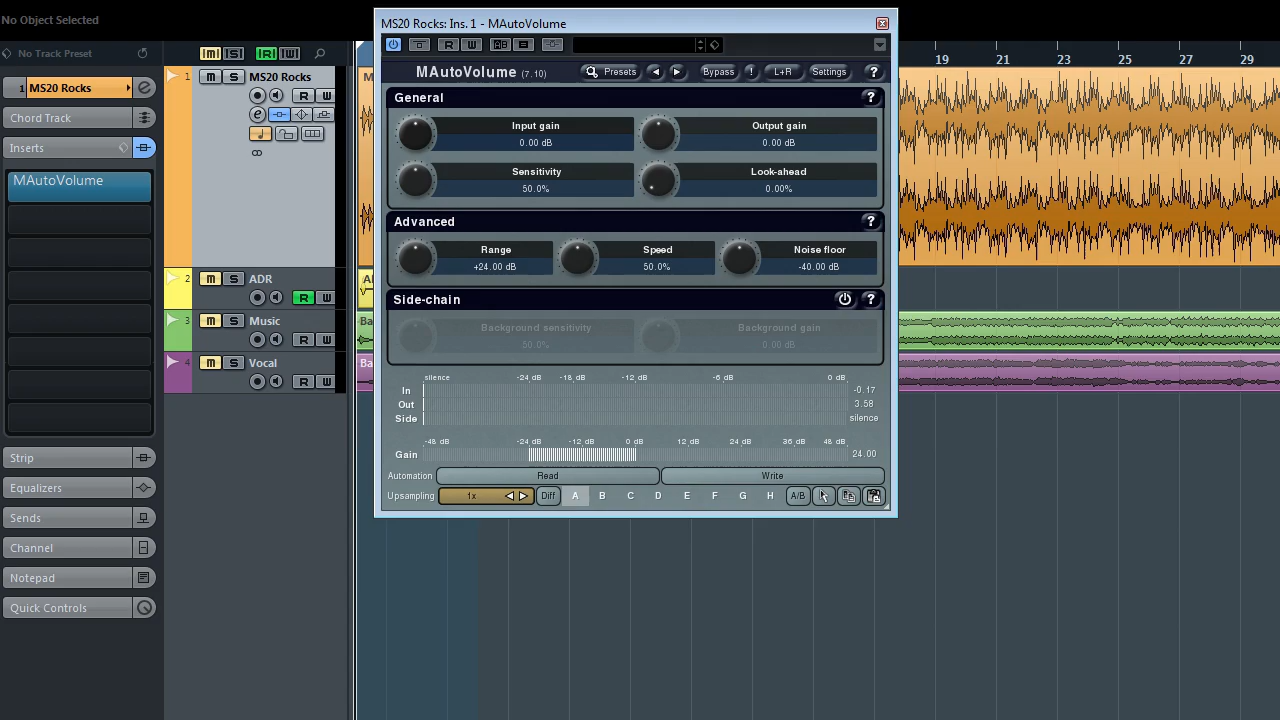 No Object Selected
MS20 Rocks: Ins. 1 - MAutoVolume
No Track Preset
M S R W
R W A B
MAutoVolume (7.10) Presets Bypass ! L+R Settings ?
19 21 23 25 27 29
1 MS20 Rocks
1 M S MS20 Rocks
R W
e
Chord Track
Inserts
MAutoVolume
General ?
Input gain 0.00 dB
Output gain 0.00 dB
Sensitivity 50.0%
Look-ahead 0.00%
Advanced ?
Range +24.00 dB
Speed 50.0%
Noise floor -40.00 dB
Side-chain ?
Background sensitivity 50.0%
Background gain 0.00 dB
2 M S ADR
R W
3 M S Music
R W
4 M S Vocal
R W
Ba
Ba
silence -24 dB -18 dB -12 dB -6 dB 0 dB
In -0.17
Out 3.58
Side silence
-48 dB -24 dB -12 dB 0 dB 12 dB 24 dB 36 dB 48 dB
Gain 24.00
Automation Read Write
Upsampling 1x Diff A B C D E F G H A/B
Strip
Equalizers
Sends
Channel
Notepad
Quick Controls